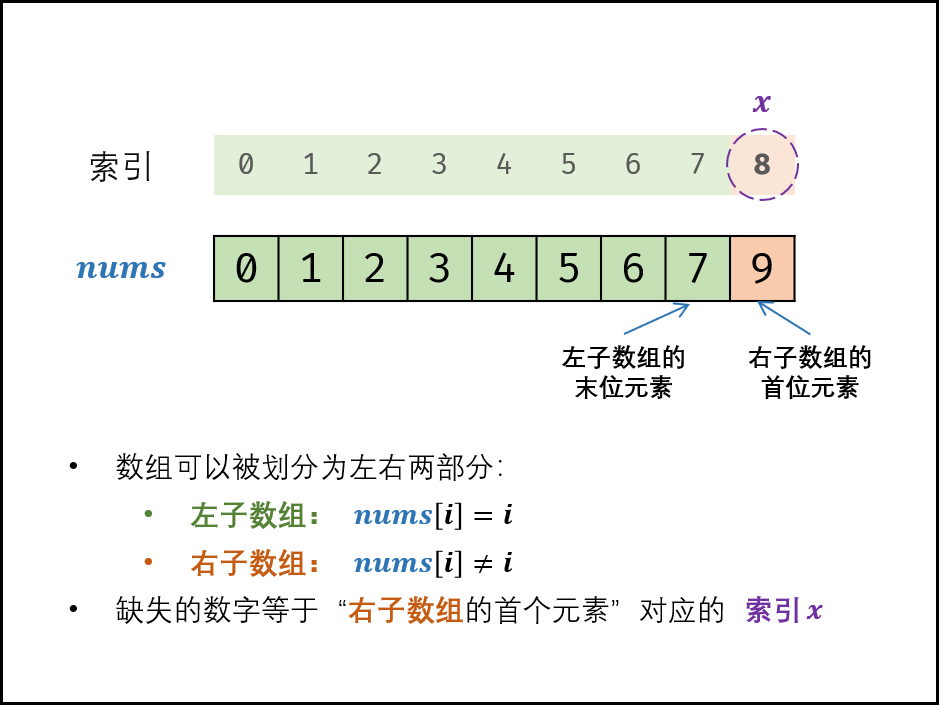 x
索引 0 1 2 3 4 5 6 7 8
nums 0 1 2 3 4 5 6 7 9
左子数组的 右子数组的
末位元素 首位元素
• 数组可以被划分为左右两部分：
• 左子数组： nums[i] = i
• 右子数组： nums[i] ≠ i
• 缺失的数字等于 “右子数组的首个元素” 对应的 索引 x